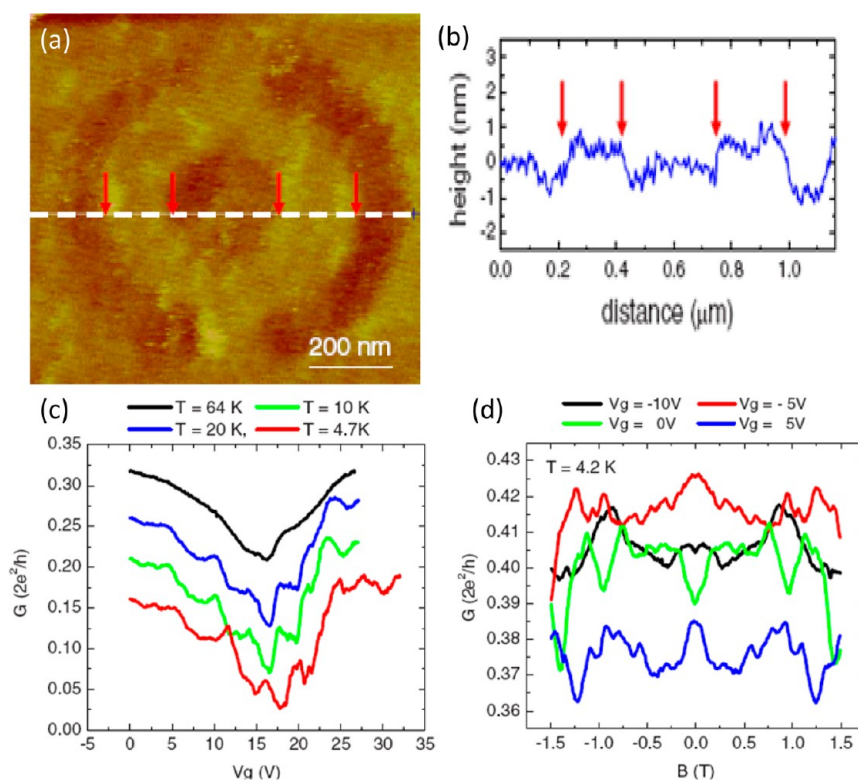 (a)
200 nm
(b)
3
2
1
0
-1
-2
height (nm)
0.0 0.2 0.4 0.6 0.8 1.0
distance (μm)
(c)
T = 64 K T = 10 K
T = 20 K, T = 4.7K
0.35
0.30
0.25
0.20
0.15
0.10
0.05
0.00
G (2e²/h)
-5 0 5 10 15 20 25 30 35
Vg (V)
(d)
Vg = -10V Vg = - 5V
Vg = 0V Vg = 5V
T = 4.2 K
0.43
0.42
0.41
0.40
0.39
0.38
0.37
0.36
G (2e²/h)
-1.5 -1.0 -0.5 0.0 0.5 1.0 1.5
B (T)